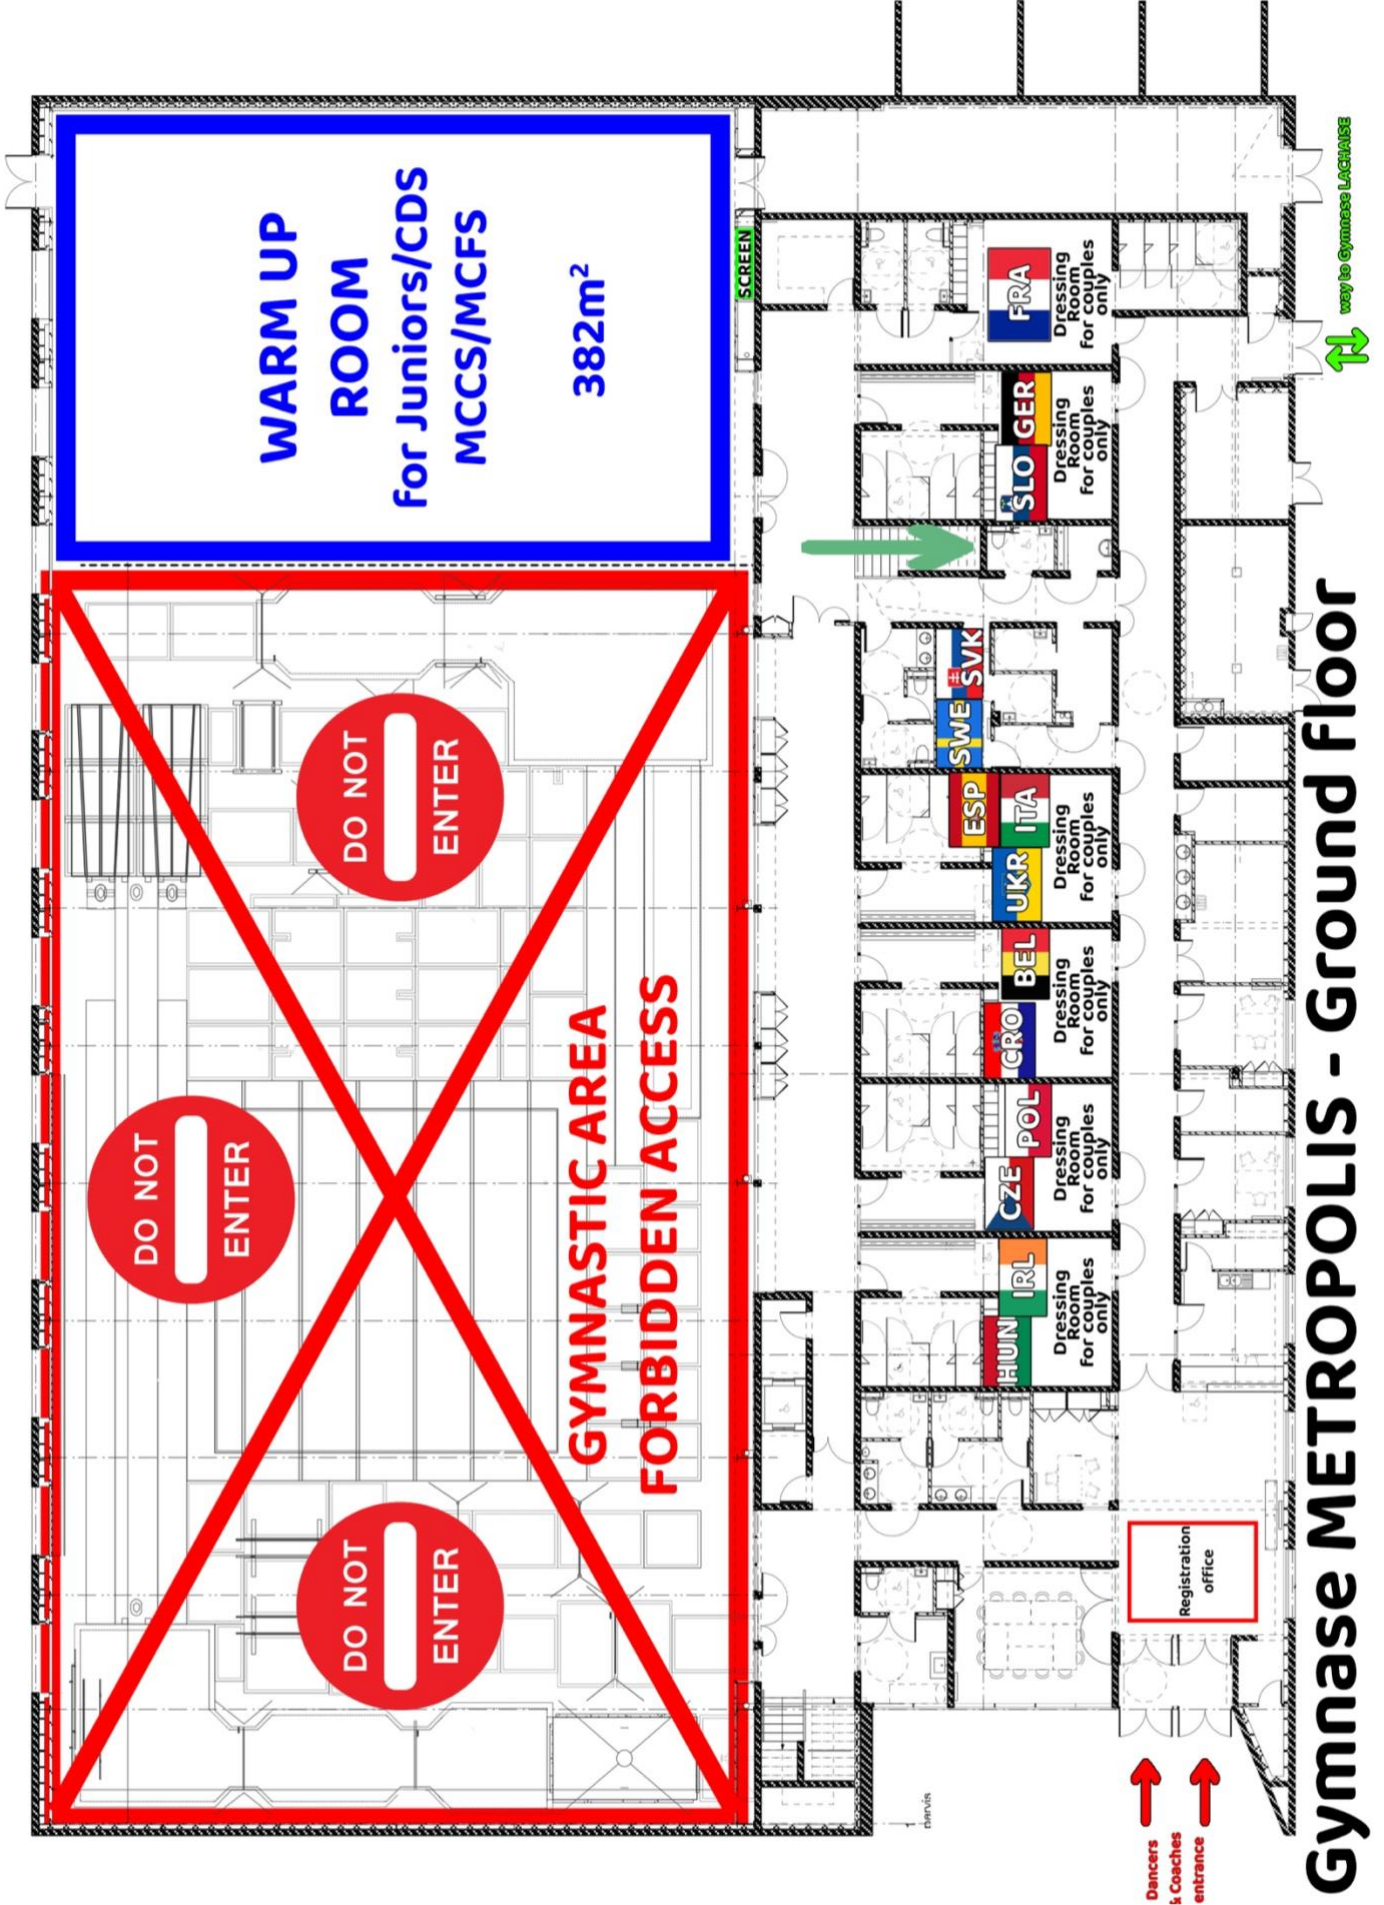 WARM UP
ROOM
for Juniors/CDS
MCCS/MCFS
382m²
SCREEN
DO NOT
ENTER
DO NOT
ENTER
DO NOT
ENTER
GYMNASTIC AREA
FORBIDDEN ACCESS
HUN
IRL
Dressing
Room
for couples
only
CZE
POL
Dressing
Room
for couples
only
CRO
BEL
Dressing
Room
for couples
only
UKR
ESP
ITA
Dressing
Room
for couples
only
SWE
SVK
SLO
GER
Dressing
Room
for couples
only
FRA
Dressing
Room
for couples
only
Registration
office
Dancers
& Coaches
entrance
way to Gymnase LACHAISE
Gymnase METROPOLIS - Ground floor